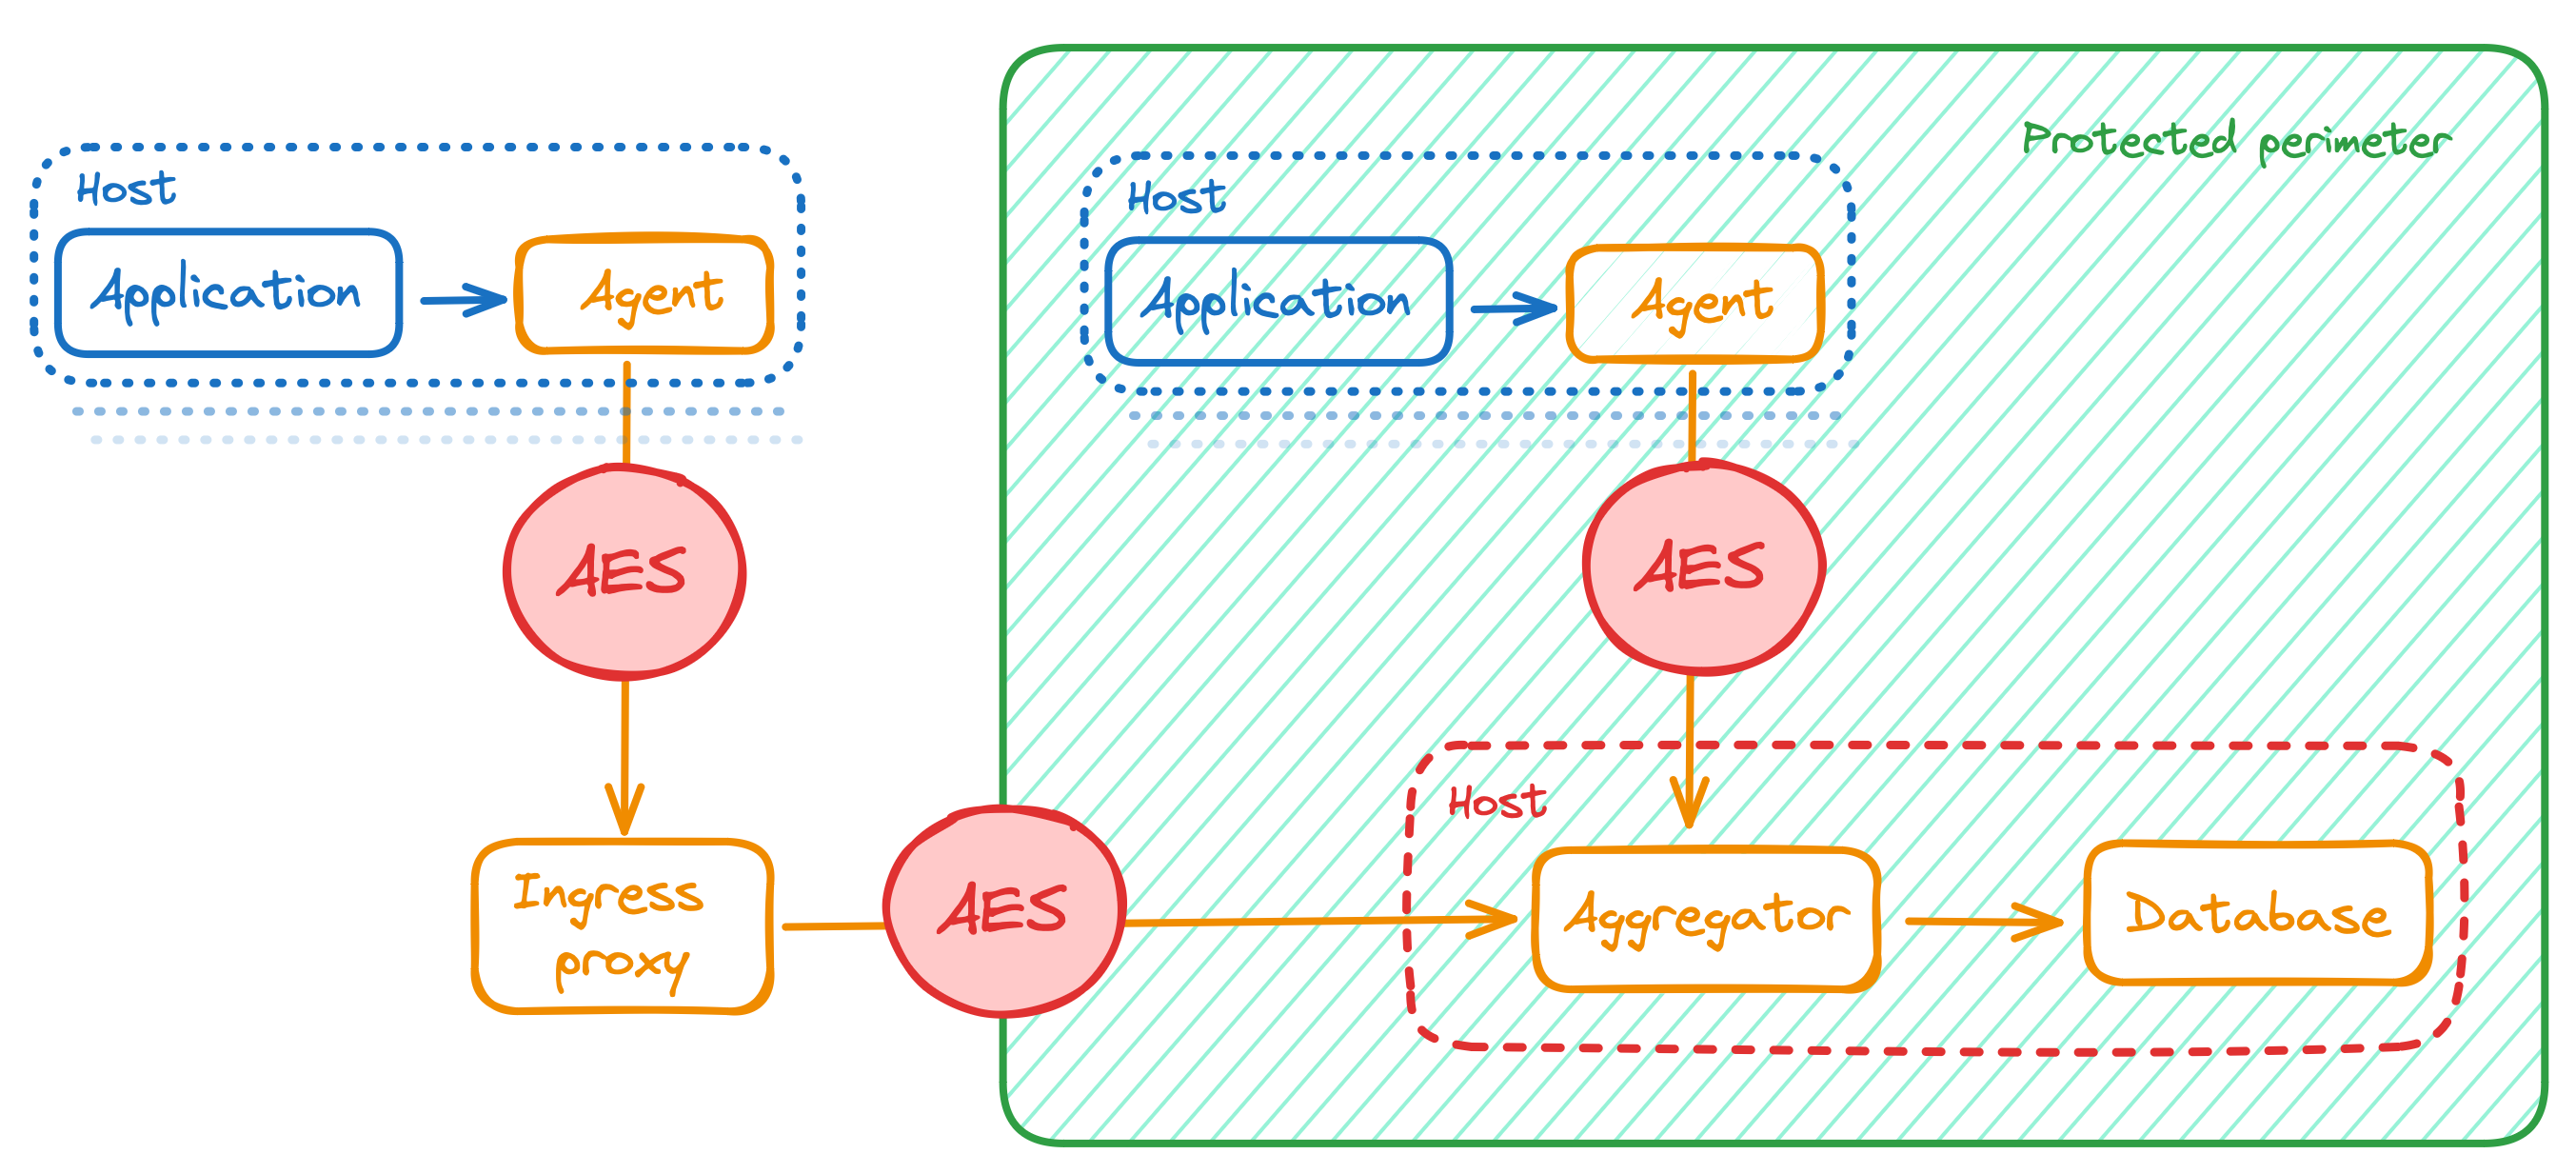 Protected perimeter
Host
Application
Agent
Host
Application
Agent
AES
AES
Host
Ingress
proxy
AES
Aggregator
Database